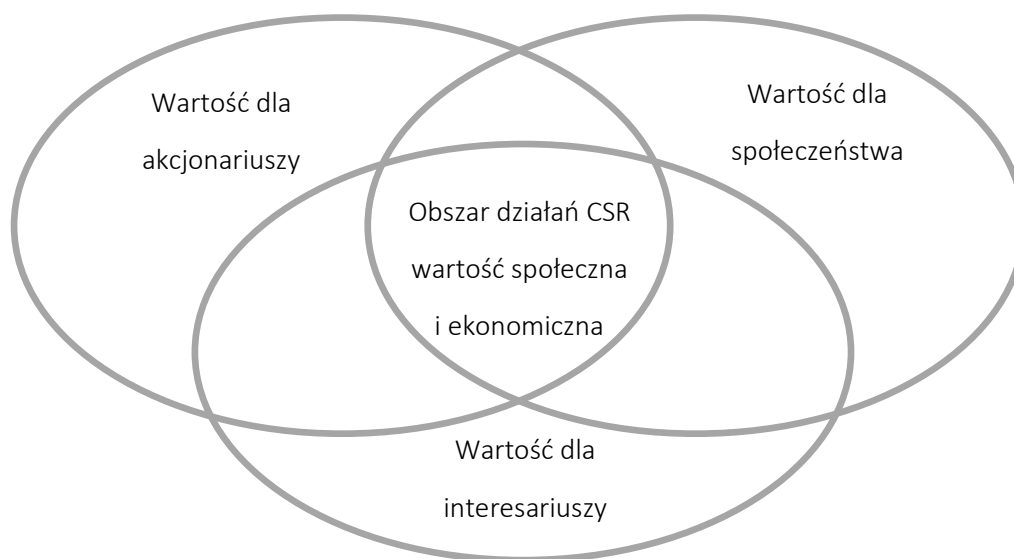 Wartość dla
akcjonariuszy
Wartość dla
społeczeństwa
Obszar działań CSR
wartość społeczna
i ekonomiczna
Wartość dla
interesariuszy